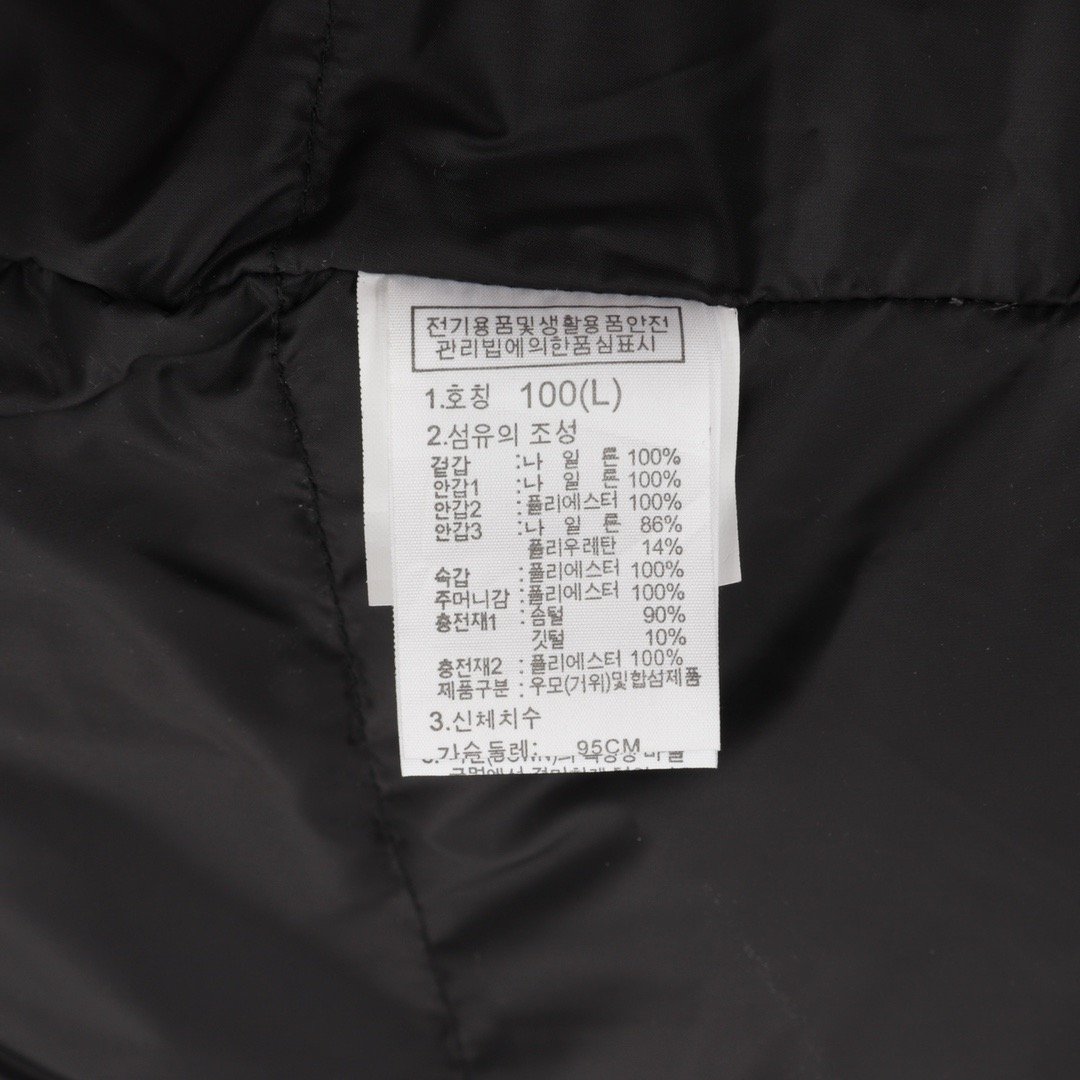 전기용품및생활용품안전
관리법에의한품심표시
1.호칭 100(L)
2.섬유의 조성
겉감 :나 일 론 100%
안감1 :나 일 론 100%
안감2 :폴리에스터 100%
안감3 :나 일 론 86%
폴리우레탄 14%
속감 :폴리에스터 100%
주머니감 :폴리에스터 100%
충전재1 :솜털 90%
깃털 10%
충전재2 :폴리에스터 100%
제품구분 :우모(거위)및합섬제품
3.신체치수
가슴둘레: 95CM